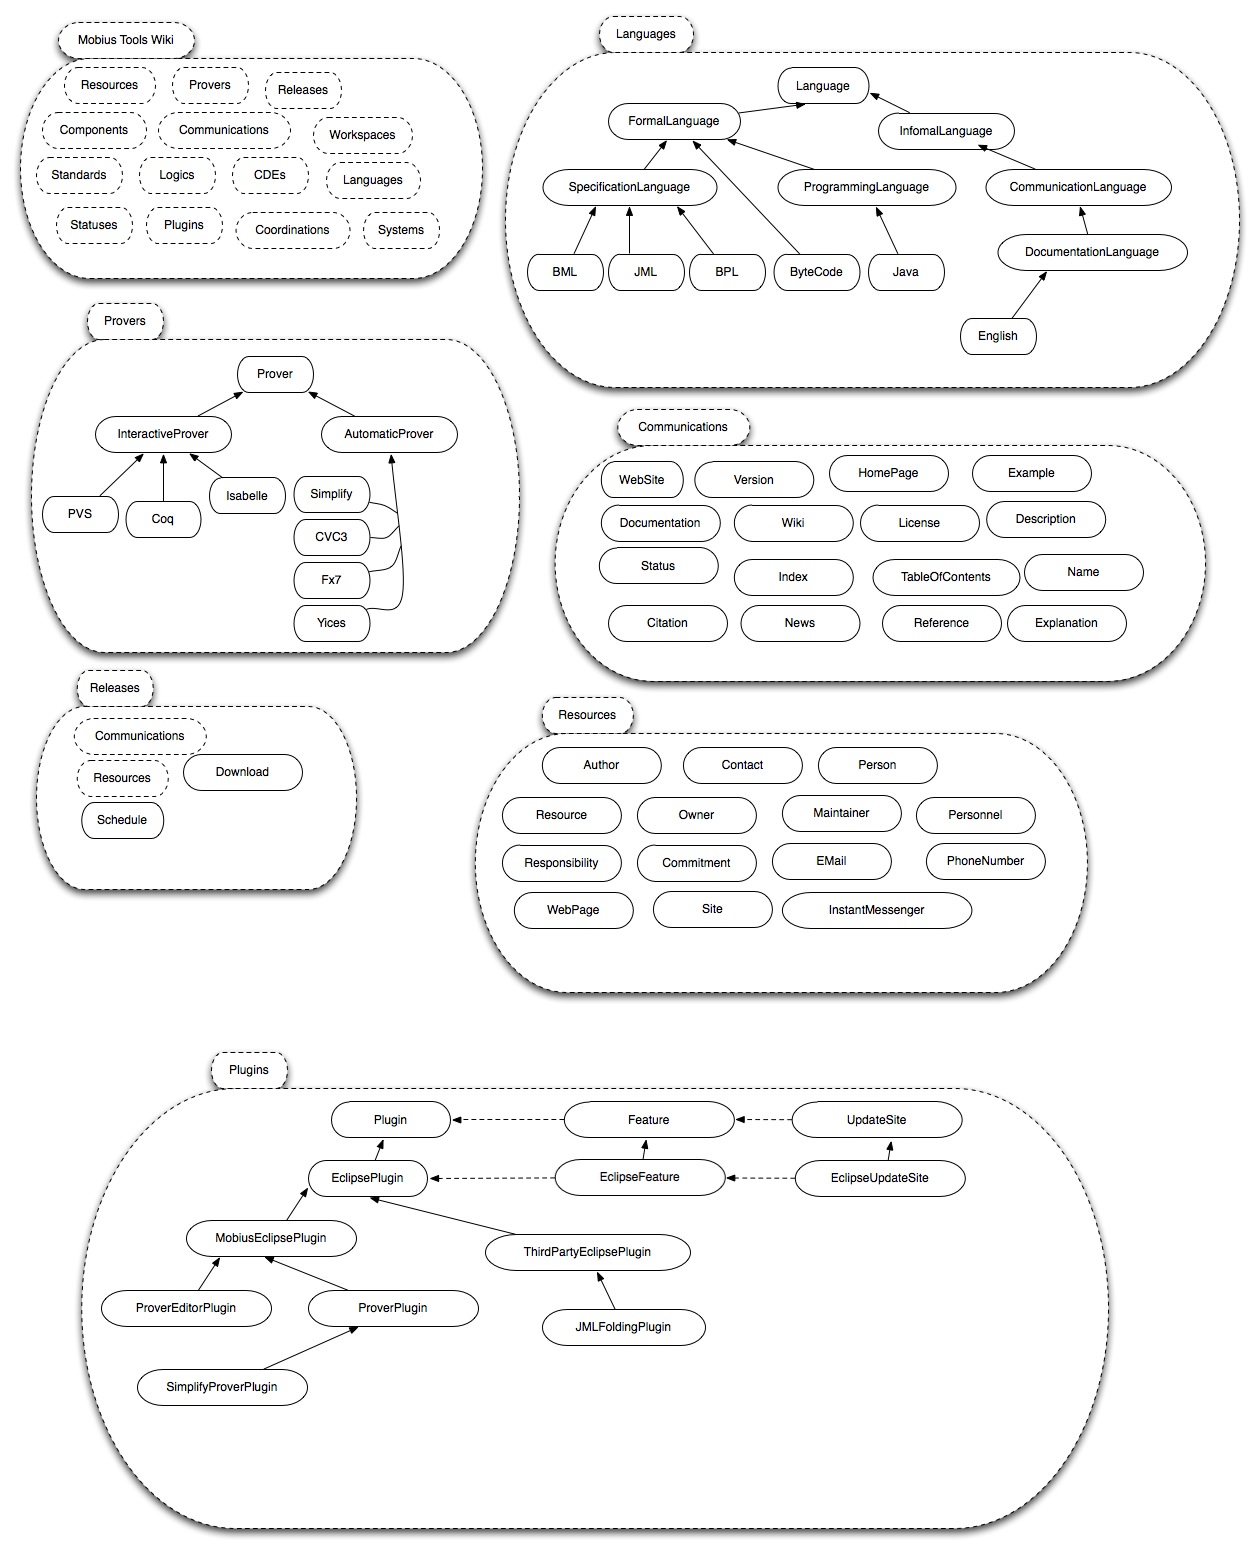 Mobius Tools Wiki
Resources
Provers
Releases
Components
Communications
Workspaces
Standards
Logics
CDEs
Languages
Statuses
Plugins
Coordinations
Systems
Languages
Language
FormalLanguage
InfomalLanguage
SpecificationLanguage
ProgrammingLanguage
CommunicationLanguage
DocumentationLanguage
BML
JML
BPL
ByteCode
Java
English
Provers
Prover
InteractiveProver
AutomaticProver
PVS
Coq
Isabelle
Simplify
CVC3
Fx7
Yices
Communications
WebSite
Version
HomePage
Example
Documentation
Wiki
License
Description
Status
Index
TableOfContents
Name
Citation
News
Reference
Explanation
Releases
Communications
Resources
Download
Schedule
Resources
Author
Contact
Person
Resource
Owner
Maintainer
Personnel
Responsibility
Commitment
EMail
PhoneNumber
WebPage
Site
InstantMessenger
Plugins
Plugin
Feature
UpdateSite
EclipsePlugin
EclipseFeature
EclipseUpdateSite
MobiusEclipsePlugin
ThirdPartyEclipsePlugin
ProverEditorPlugin
ProverPlugin
JMLFoldingPlugin
SimplifyProverPlugin